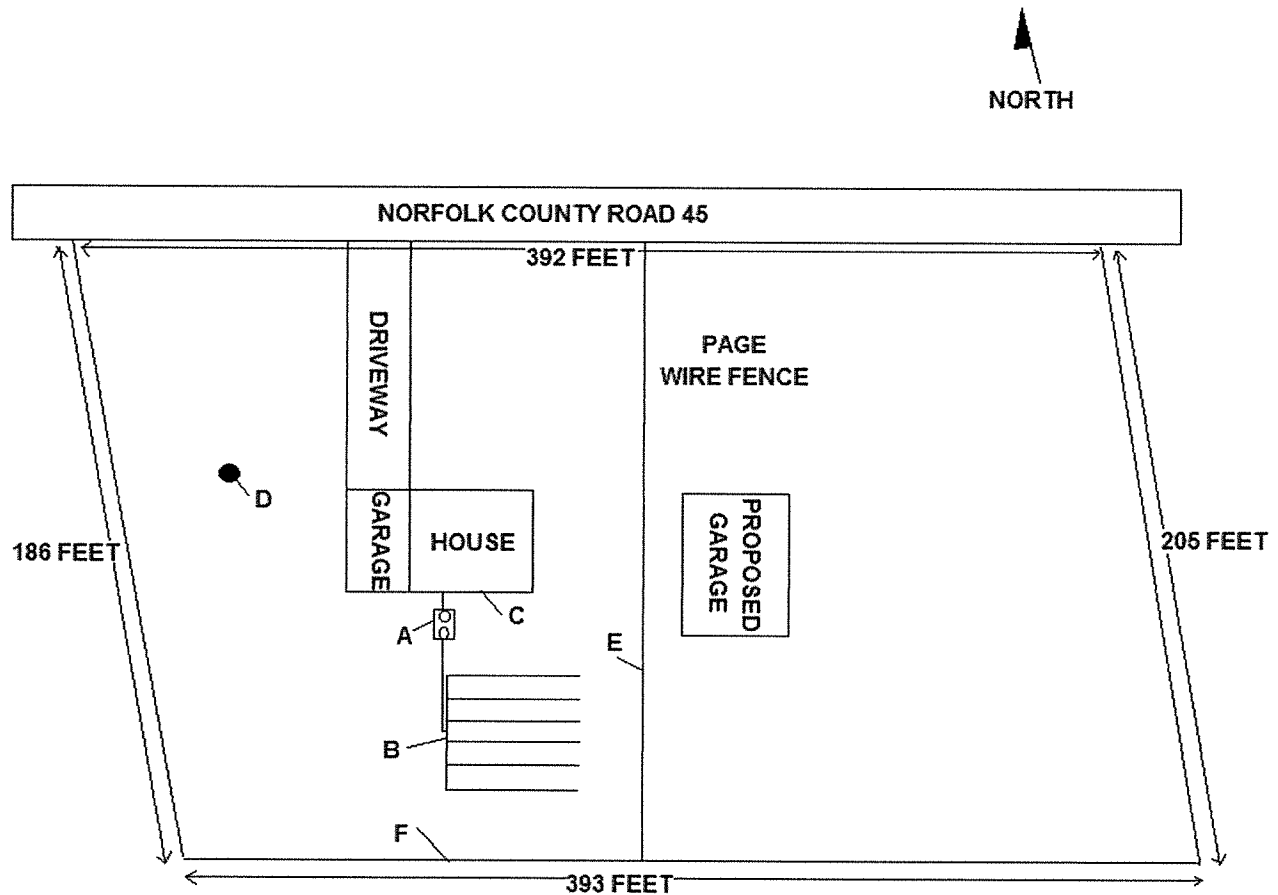 NORTH
NORFOLK COUNTY ROAD 45
392 FEET
DRIVEWAY
PAGE
WIRE FENCE
D
GARAGE
HOUSE
PROPOSED
GARAGE
186 FEET
205 FEET
C
A
E
B
F
393 FEET